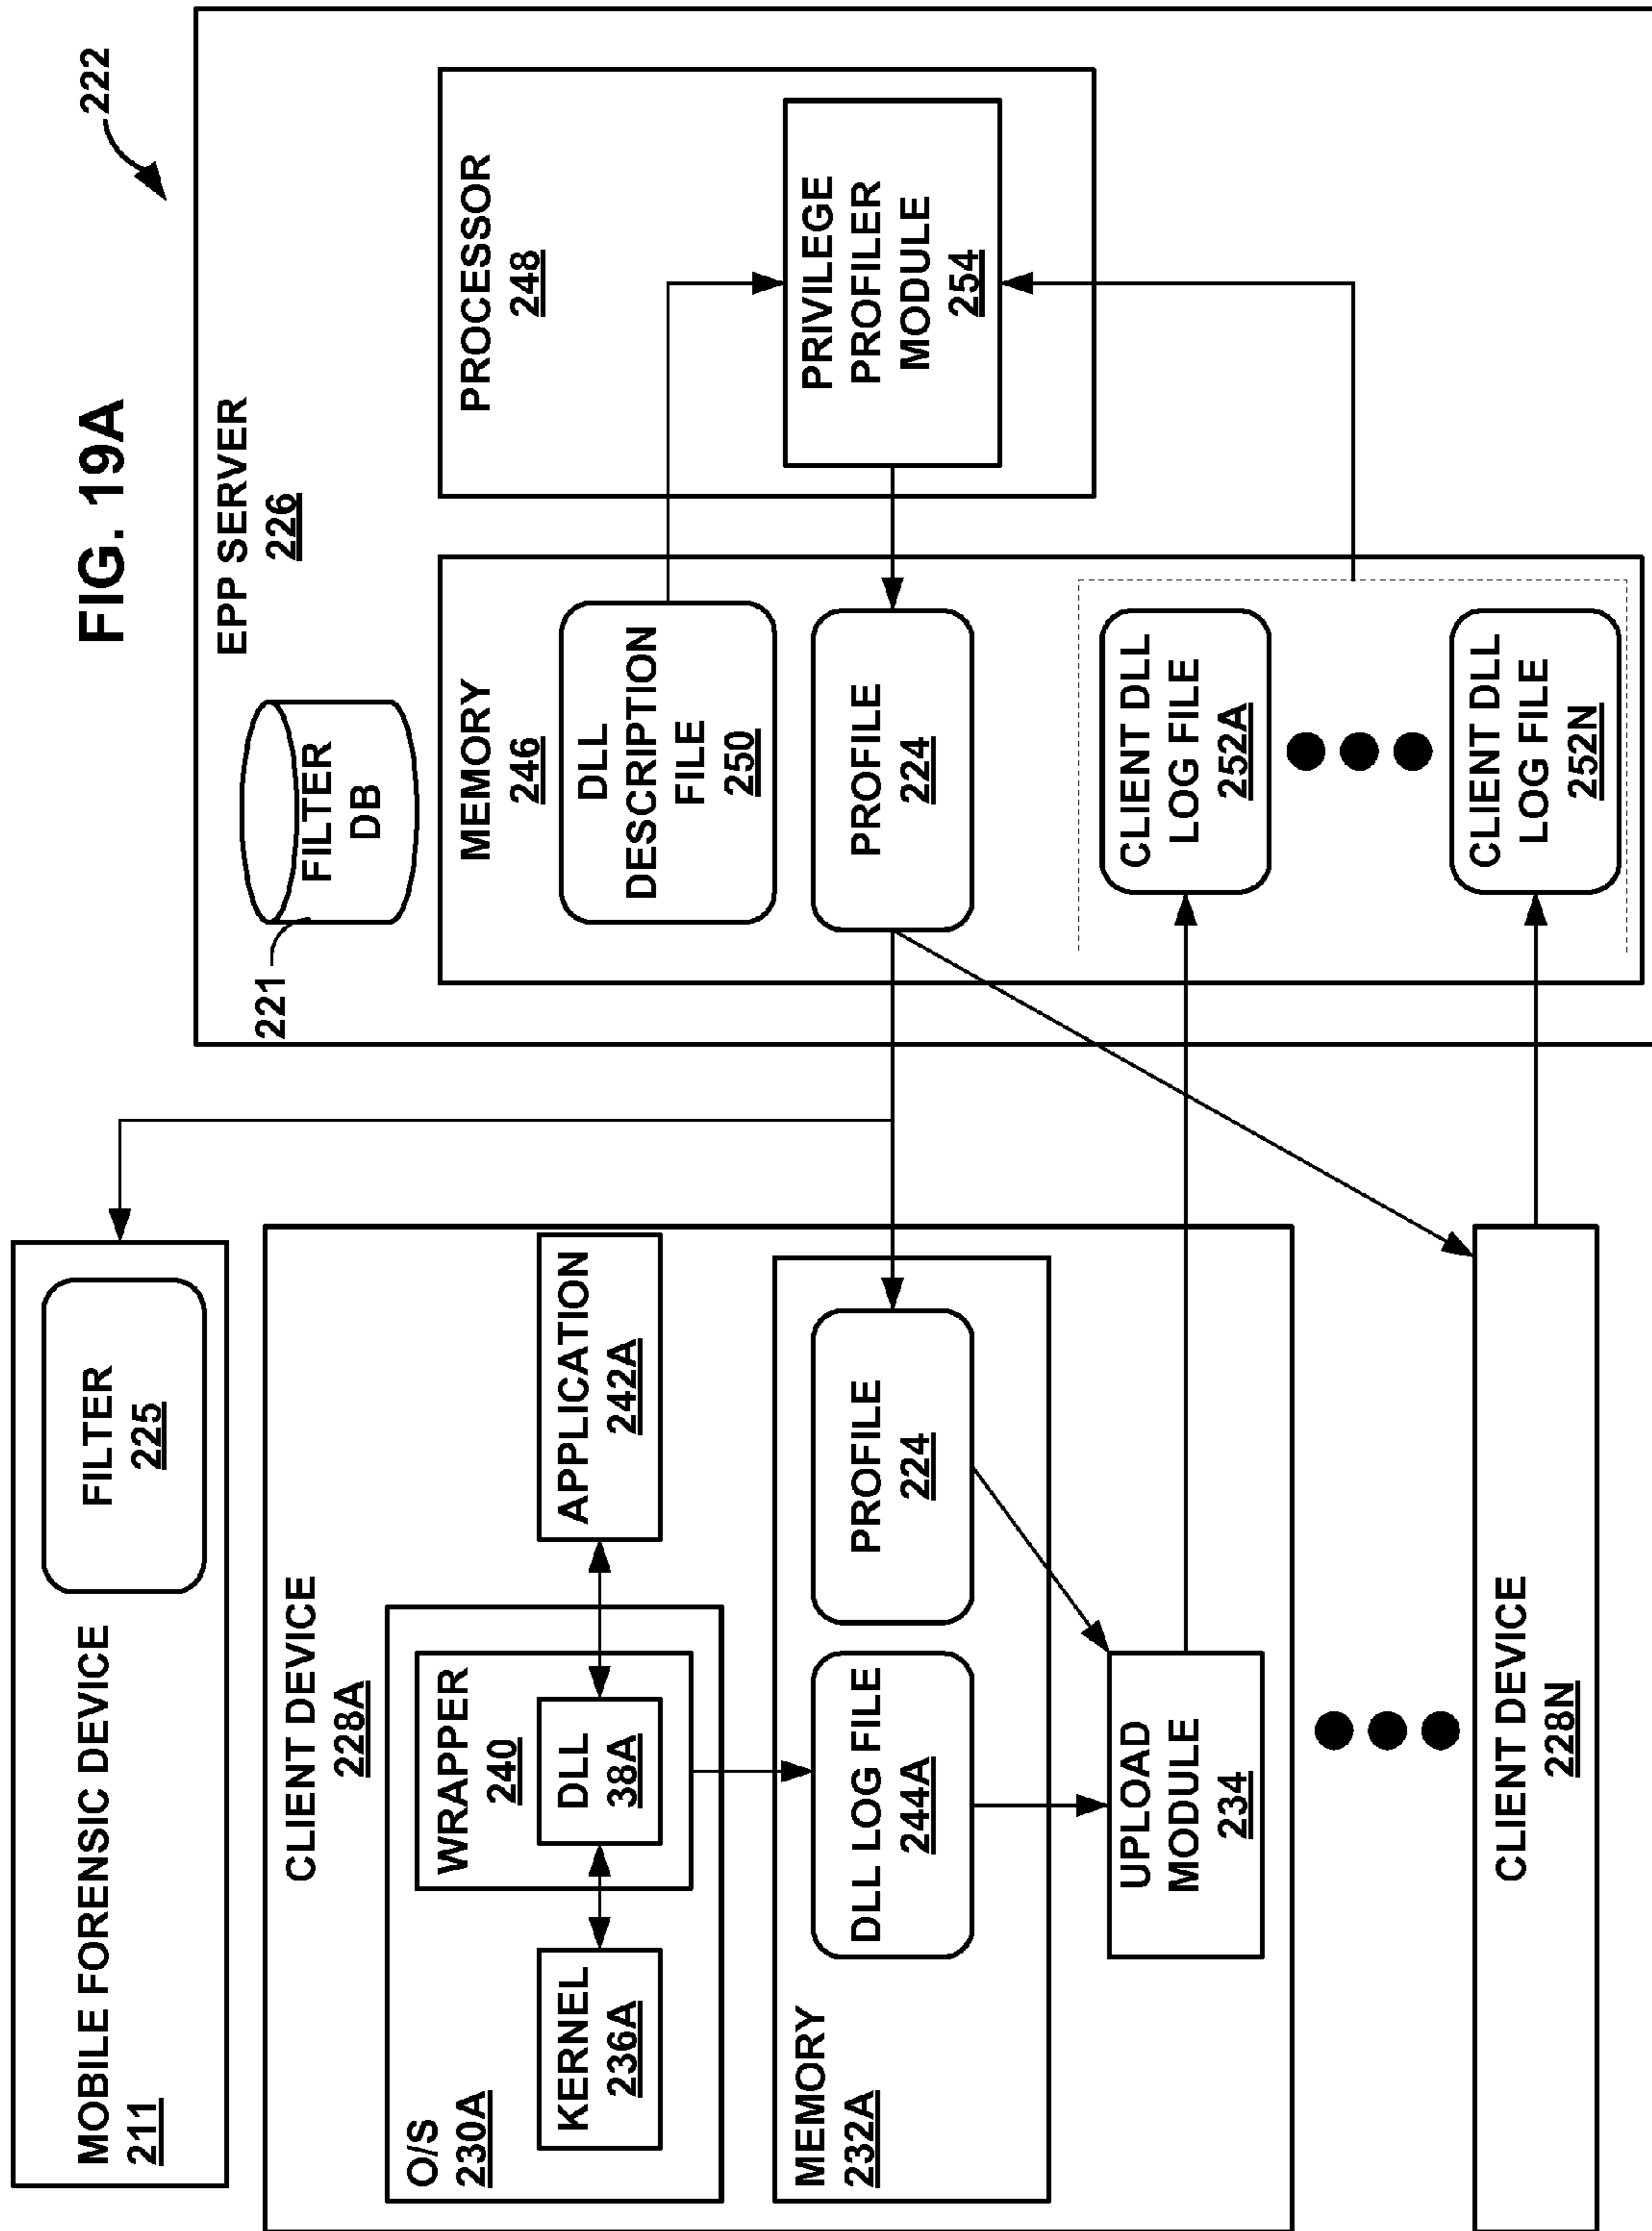 FIG. 19A
222
MOBILE FORENSIC DEVICE
211
FILTER
225
CLIENT DEVICE
228A
O/S
230A
KERNEL
236A
WRAPPER
240
DLL
38A
APPLICATION
242A
MEMORY
232A
DLL LOG FILE
244A
PROFILE
224
UPLOAD
MODULE
234
CLIENT DEVICE
228N
EPP SERVER
226
221
FILTER
DB
MEMORY
246
DLL
DESCRIPTION
FILE
250
PROFILE
224
CLIENT DLL
LOG FILE
252A
CLIENT DLL
LOG FILE
252N
PROCESSOR
248
PRIVILEGE
PROFILER
MODULE
254